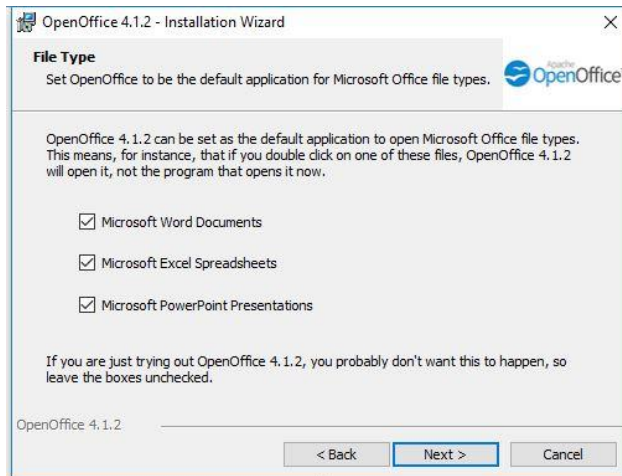 OpenOffice 4.1.2 - Installation Wizard
File Type
Set OpenOffice to be the default application for Microsoft Office file types.
Apache
OpenOffice
OpenOffice 4.1.2 can be set as the default application to open Microsoft Office file types.
This means, for instance, that if you double click on one of these files, OpenOffice 4.1.2
will open it, not the program that opens it now.
Microsoft Word Documents
Microsoft Excel Spreadsheets
Microsoft PowerPoint Presentations
If you are just trying out OpenOffice 4.1.2, you probably don't want this to happen, so
leave the boxes unchecked.
OpenOffice 4.1.2
< Back
Next >
Cancel